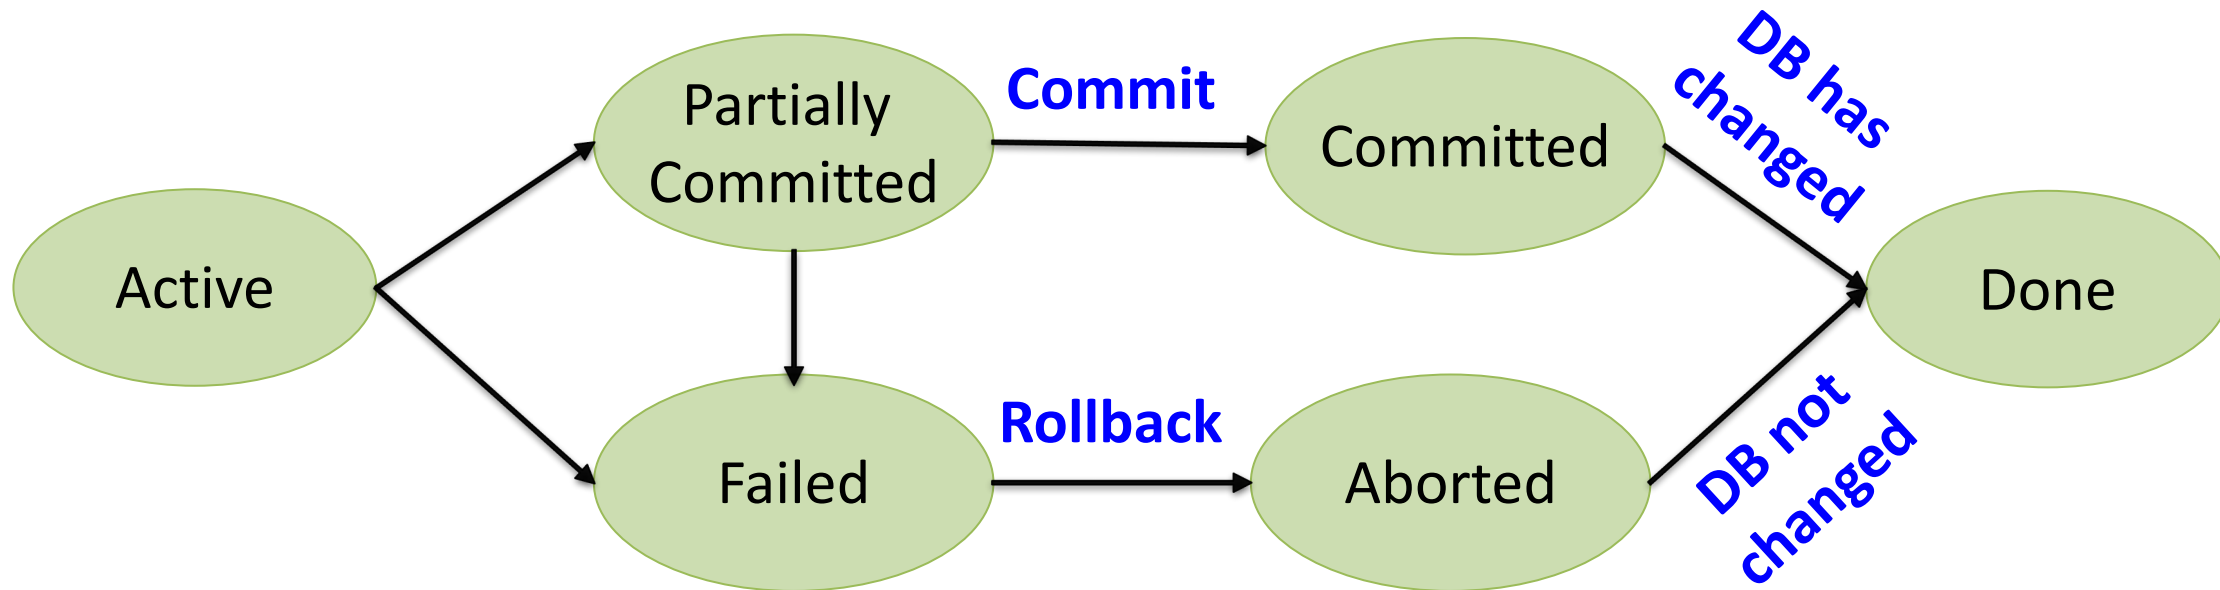 Active
Partially
Committed
Commit
Committed
DB has
changed
Failed
Rollback
Aborted
DB not
changed
Done